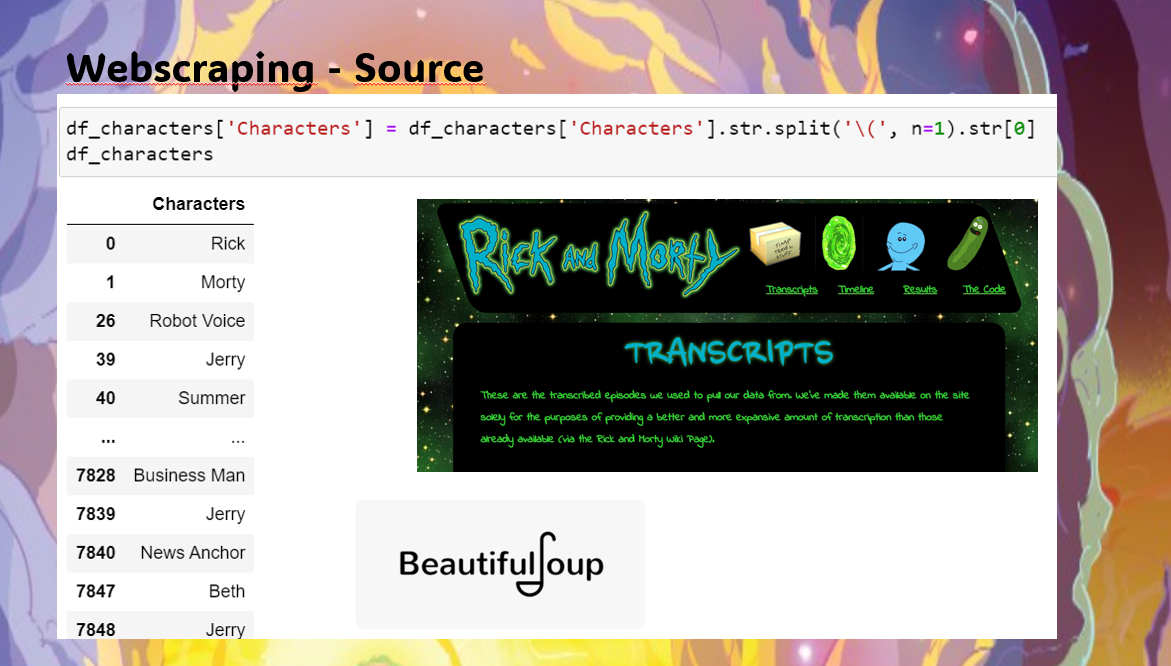 Webscraping - Source
df_characters['Characters'] = df_characters['Characters'].str.split('\(', n=1).str[0]
df_characters
Characters
0 Rick
1 Morty
26 Robot Voice
39 Jerry
40 Summer
... ...
7828 Business Man
7839 Jerry
7840 News Anchor
7847 Beth
7848 Jerry
Rick and Morty
Transcripts Timeline Results The Code
TRANSCRIPTS
These are the transcribed episodes we used to pull our data from. We've made them available on the site
solely for the purposes of providing a better and more expansive amount of transcription than those
already available (via the Rick and Morty Wiki Page).
BeautifulSoup